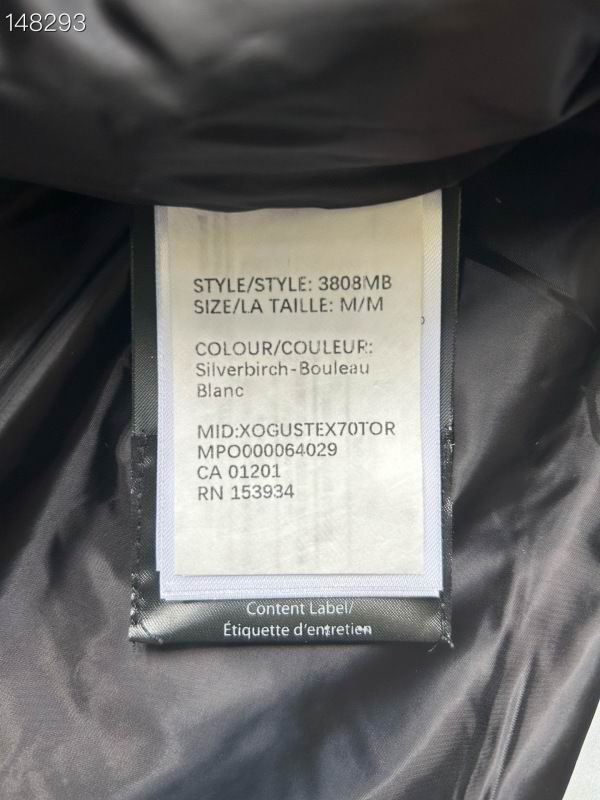 148293
STYLE/STYLE: 3808MB
SIZE/LA TAILLE: M/M
COLOUR/COULEUR:
Silverbirch-Bouleau
Blanc
MID:XOGUSTEX70TOR
MPO000064029
CA 01201
RN 153934
Content Label/
Étiquette d'entretien